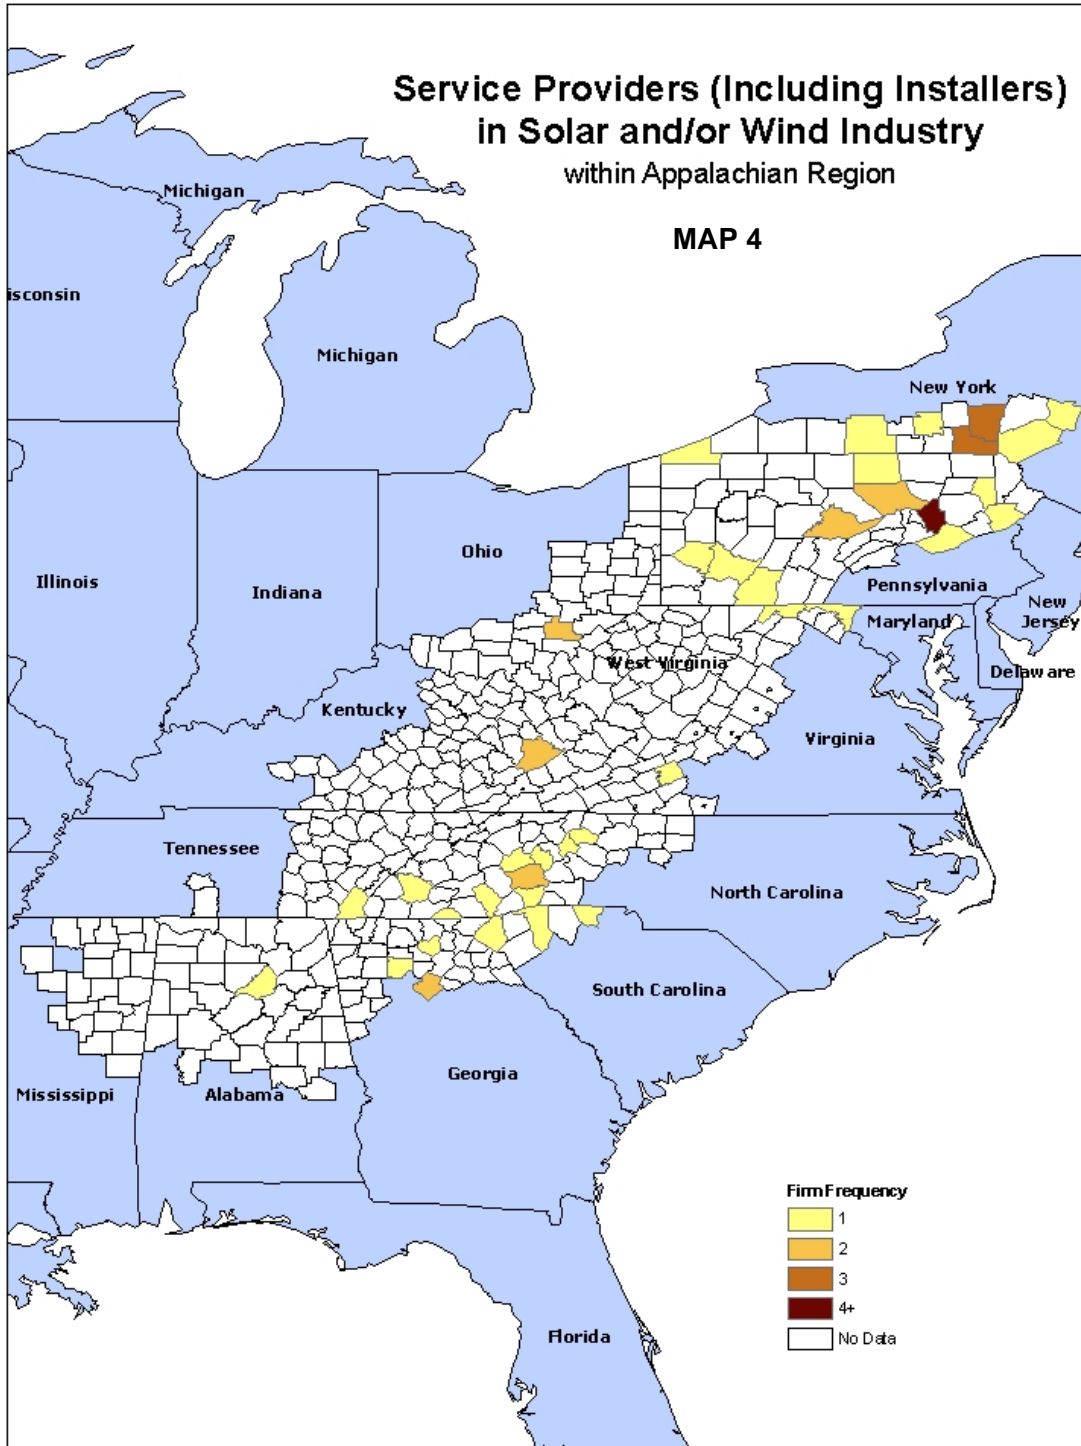 Service Providers (Including Installers)
in Solar and/or Wind Industry
within Appalachian Region
MAP 4
Michigan
isconsin
Michigan
New York
Ohio
Illinois
Indiana
Pennsylvania
New
Jersey
Maryland
West Virginia
Delaware
Kentucky
Virginia
Tennessee
North Carolina
South Carolina
Georgia
Mississippi
Alabama
Florida
Firm Frequency
1
2
3
4+
No Data